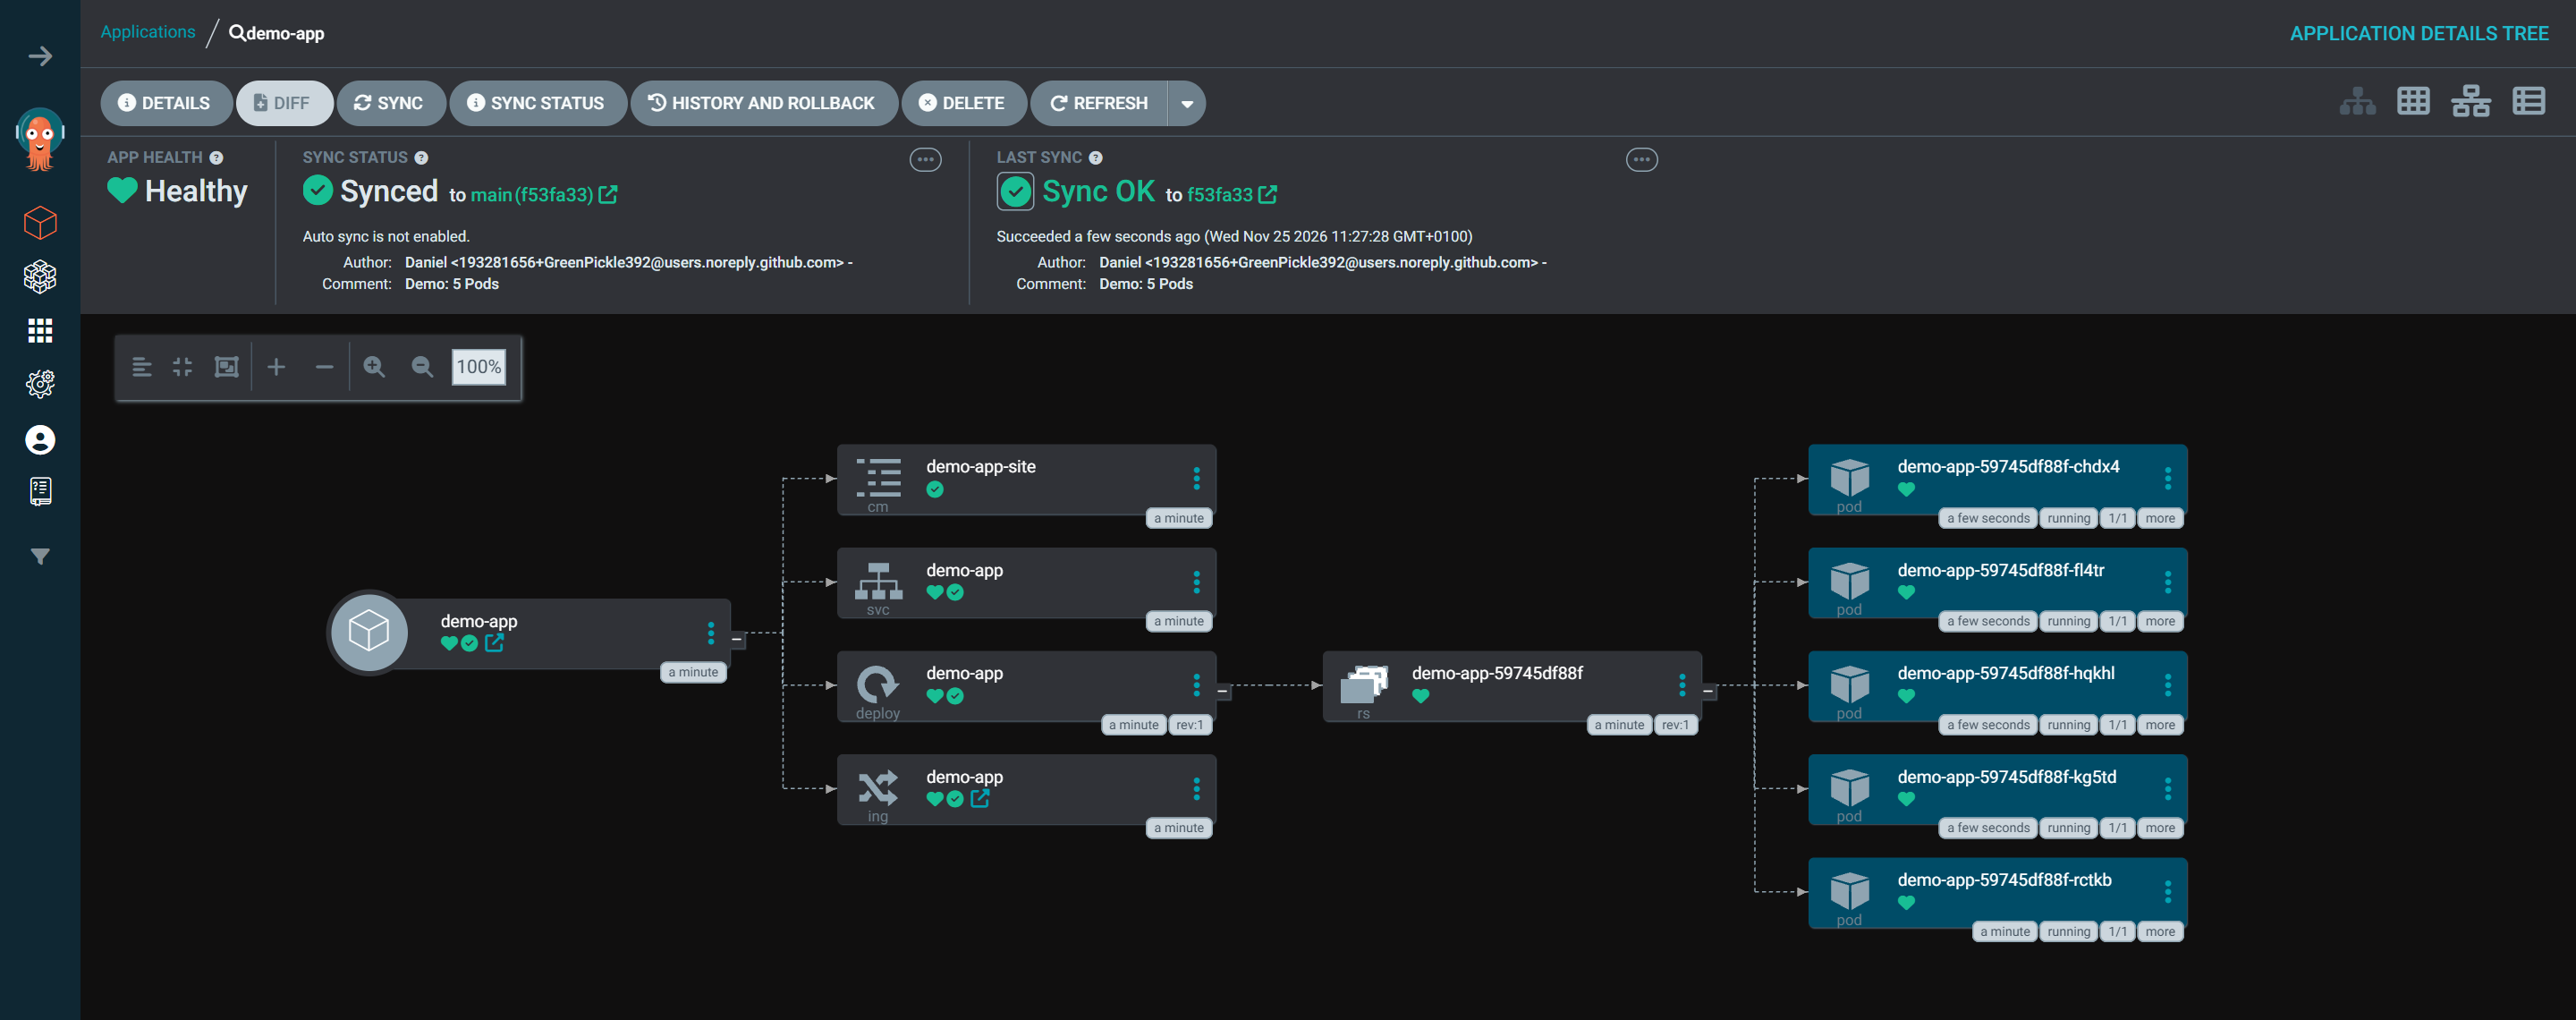 Applications / demo-app
APPLICATION DETAILS TREE
DETAILS
DIFF
SYNC
SYNC STATUS
HISTORY AND ROLLBACK
DELETE
REFRESH
APP HEALTH
Healthy
SYNC STATUS
Synced to main (f53fa33)
Auto sync is not enabled.
Author: Daniel <193281656+GreenPickle392@users.noreply.github.com> -
Comment: Demo: 5 Pods
LAST SYNC
Sync OK to f53fa33
Succeeded a few seconds ago (Wed Nov 25 2026 11:27:28 GMT+0100)
Author: Daniel <193281656+GreenPickle392@users.noreply.github.com> -
Comment: Demo: 5 Pods
100%
demo-app
a minute
demo-app-site
cm
a minute
demo-app
svc
a minute
demo-app
deploy
a minute rev:1
demo-app
ing
a minute
demo-app-59745df88f
rs
a minute rev:1
demo-app-59745df88f-chdx4
pod
a few seconds running 1/1 more
demo-app-59745df88f-fl4tr
pod
a few seconds running 1/1 more
demo-app-59745df88f-hqkhl
pod
a few seconds running 1/1 more
demo-app-59745df88f-kg5td
pod
a few seconds running 1/1 more
demo-app-59745df88f-rctkb
pod
a minute running 1/1 more